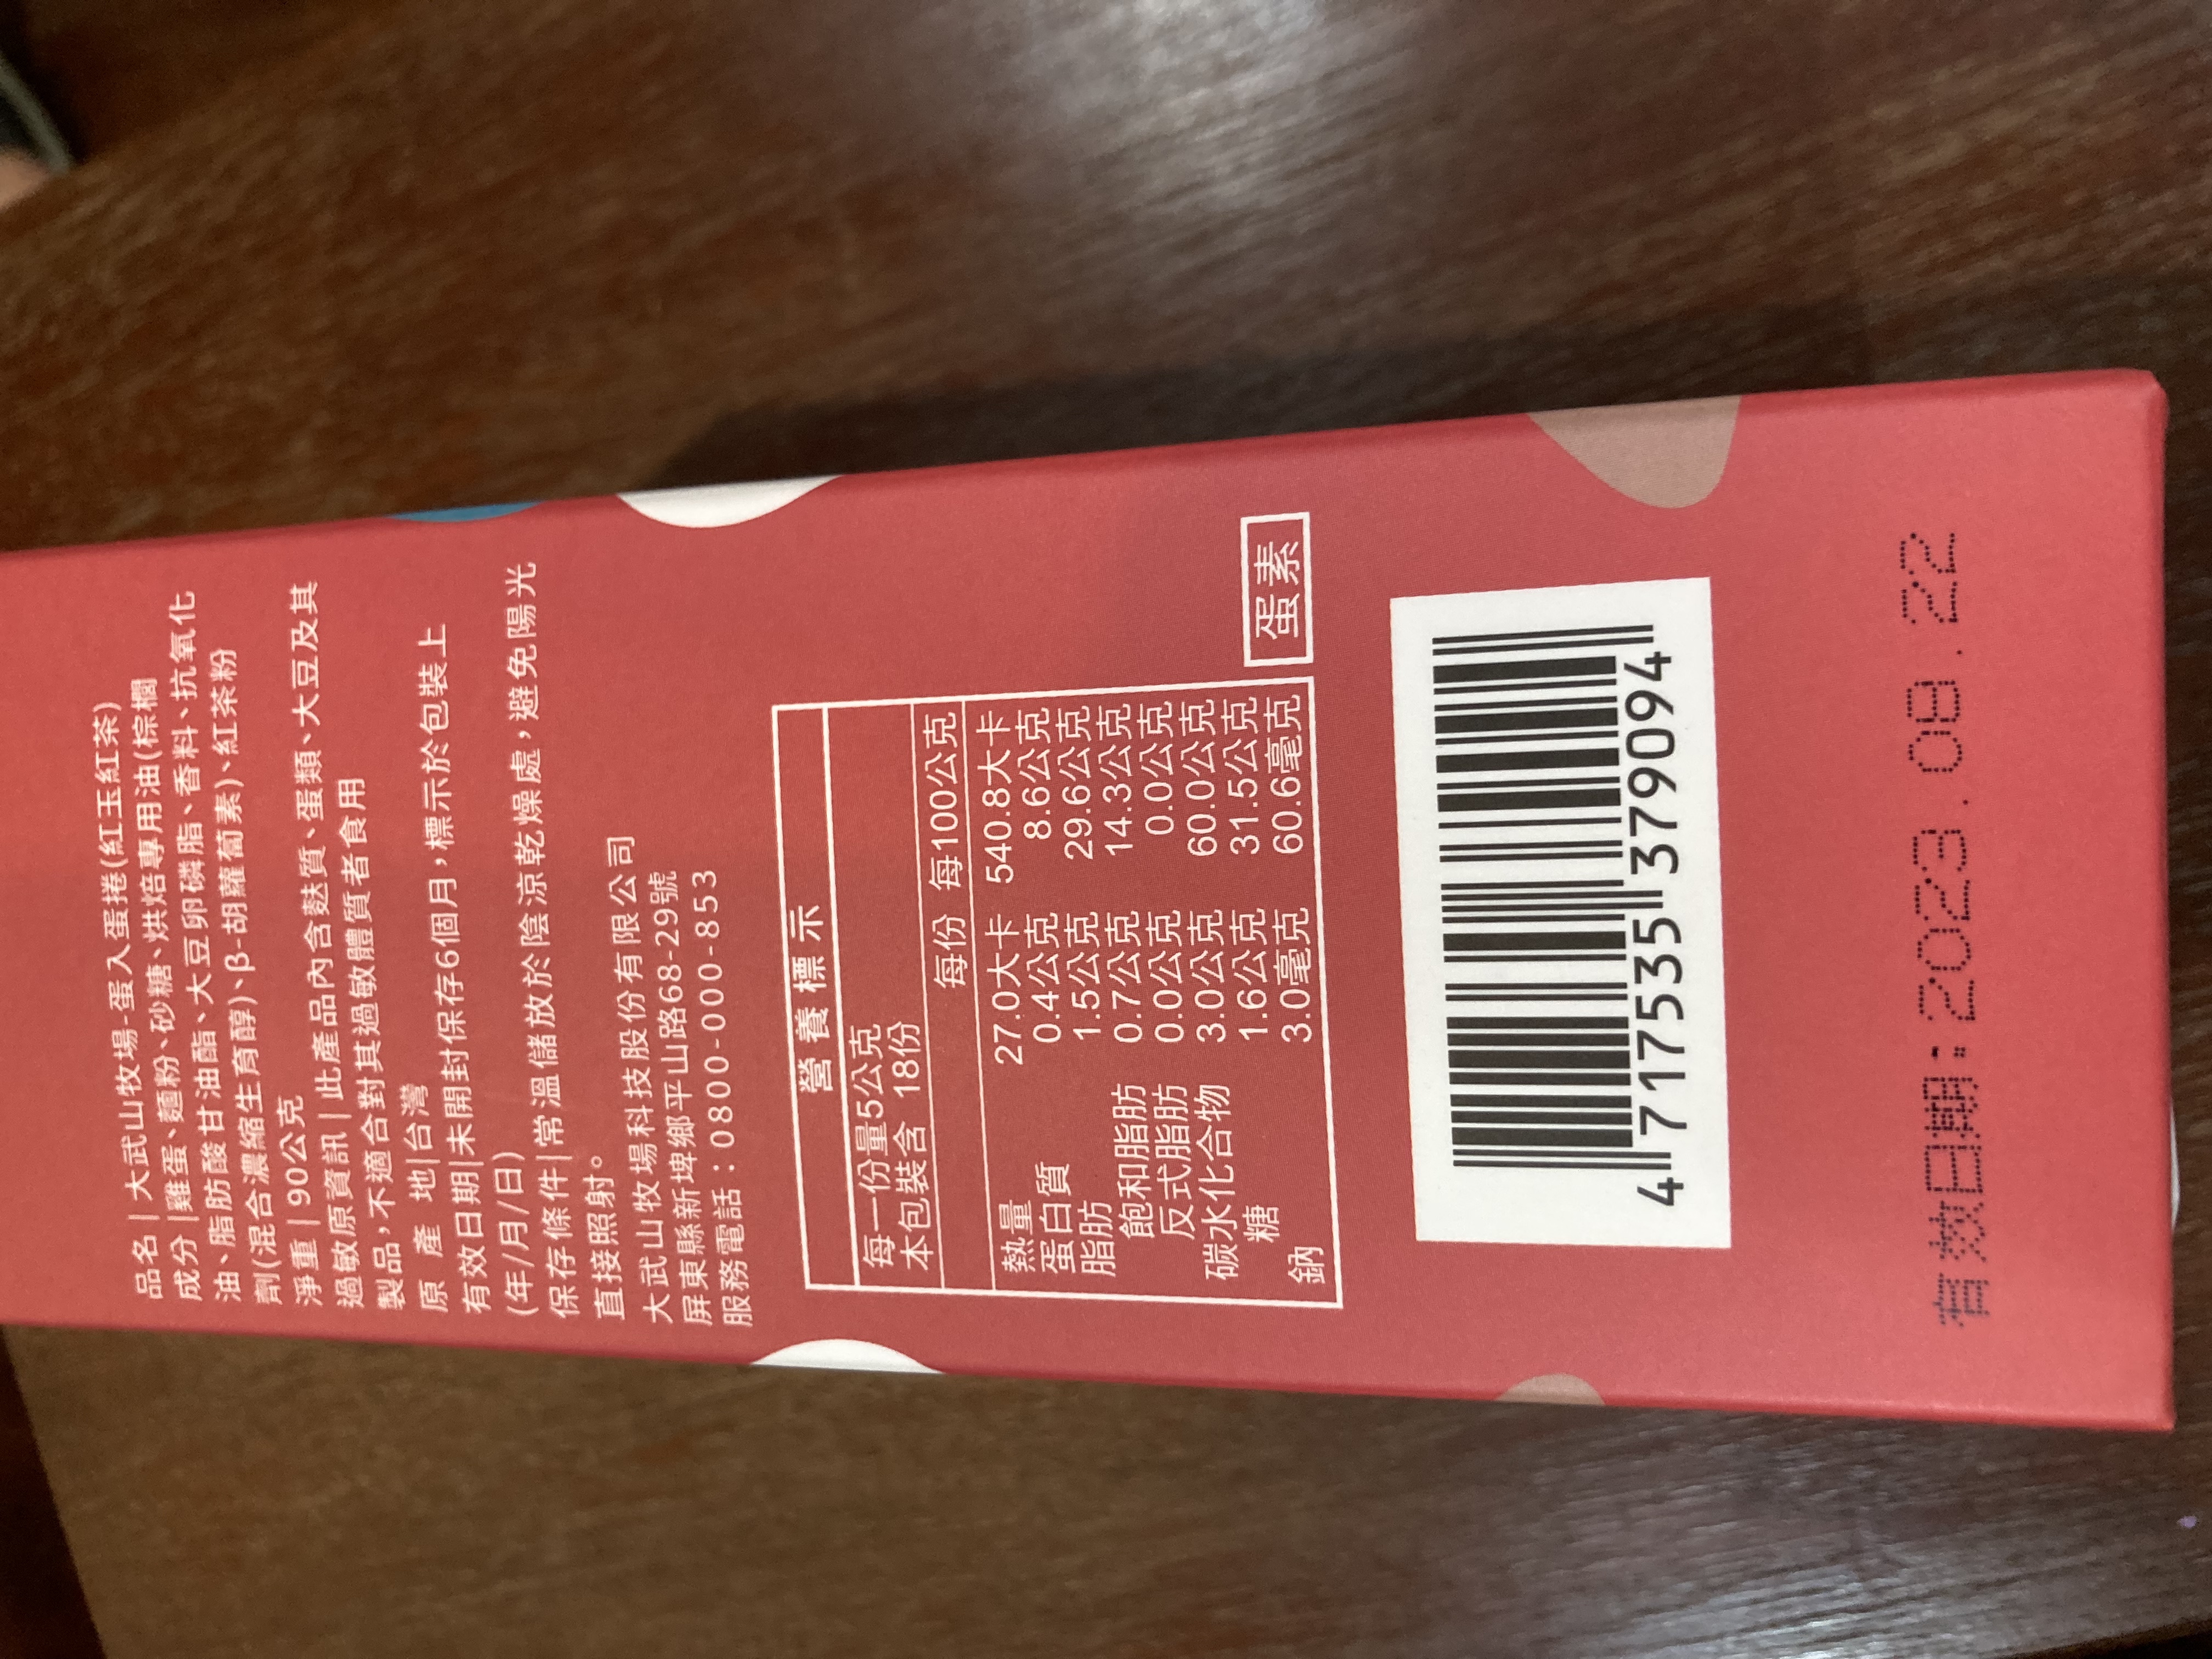 品名|大武山牧場-蛋入蛋捲(紅玉紅茶)
成分|雞蛋、麵粉、砂糖、烘焙專用油(棕櫚
油、脂肪酸甘油酯、大豆卵磷脂、香料、抗氧化
劑(混合濃縮生育醇)、β-胡蘿蔔素)、紅茶粉
淨重|90公克
過敏原資訊|此產品內含麩質、蛋類、大豆及其
製品,不適合對其過敏體質者食用
原 產 地|台灣
有效日期|未開封保存6個月,標示於包裝上
(年/月/日)
保存條件|常溫儲放於陰涼乾燥處,避免陽光
直接照射。
大武山牧場科技股份有限公司
屏東縣新埤鄉平山路68-29號
服務電話:0800-000-853
營養標示
每一份量5公克
本包裝含 18份
每份 每100公克
熱量 27.0大卡 540.8大卡
蛋白質 0.4公克 8.6公克
脂肪 1.5公克 29.6公克
飽和脂肪 0.7公克 14.3公克
反式脂肪 0.0公克 0.0公克
碳水化合物 3.0公克 60.0公克
糖 1.6公克 31.5公克
鈉 3.0毫克 60.6毫克
蛋素
4 717535 379094
有效日期:2023.08.22